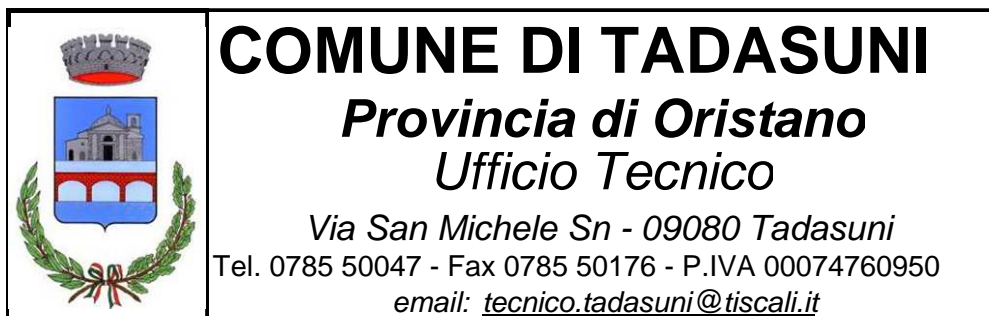 COMUNE DI TADASUNI
Provincia di Oristano
Ufficio Tecnico
Via San Michele Sn - 09080 Tadasuni
Tel. 0785 50047 - Fax 0785 50176 - P.IVA 00074760950
email: tecnico.tadasuni@tiscali.it